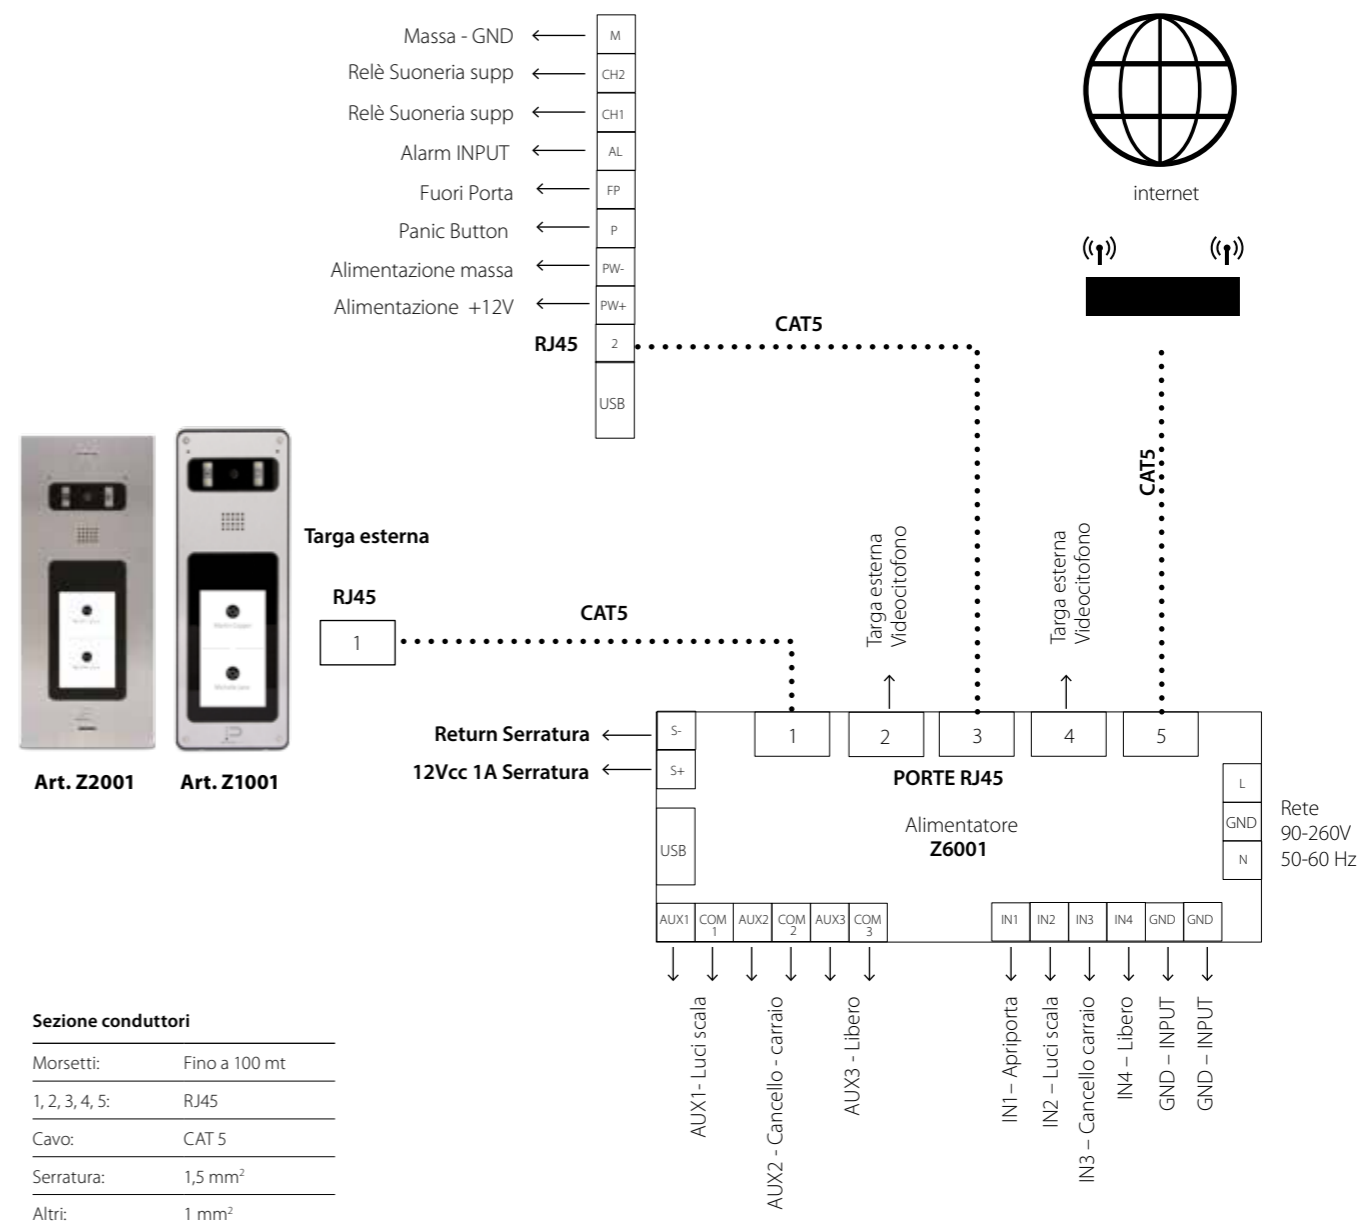 Massa - GND
M
Relè Suoneria supp
CH2
Relè Suoneria supp
CH1
Alarm INPUT
AL
Fuori Porta
FP
Panic Button
P
Alimentazione massa
PW-
Alimentazione +12V
PW+
RJ45
2
USB
CAT5
internet
CAT5
Targa esterna
RJ45
1
CAT5
Art. Z2001
Art. Z1001
Targa esterna
Videocitofono
Targa esterna
Videocitofono
Return Serratura
S-
12Vcc 1A Serratura
S+
1
2
3
4
5
PORTE RJ45
Alimentatore
Z6001
USB
L
GND
N
Rete
90-260V
50-60 Hz
AUX1
COM
1
AUX2
COM
2
AUX3
COM
3
IN1
IN2
IN3
IN4
GND
GND
AUX1- Luci scala
AUX2 - Cancello - carraio
AUX3 - Libero
IN1 – Apriporta
IN2 – Luci scala
IN3 – Cancello carraio
IN4 – Libero
GND – INPUT
GND – INPUT
Sezione conduttori
Morsetti: Fino a 100 mt
1, 2, 3, 4, 5: RJ45
Cavo: CAT 5
Serratura: 1,5 mm²
Altri: 1 mm²